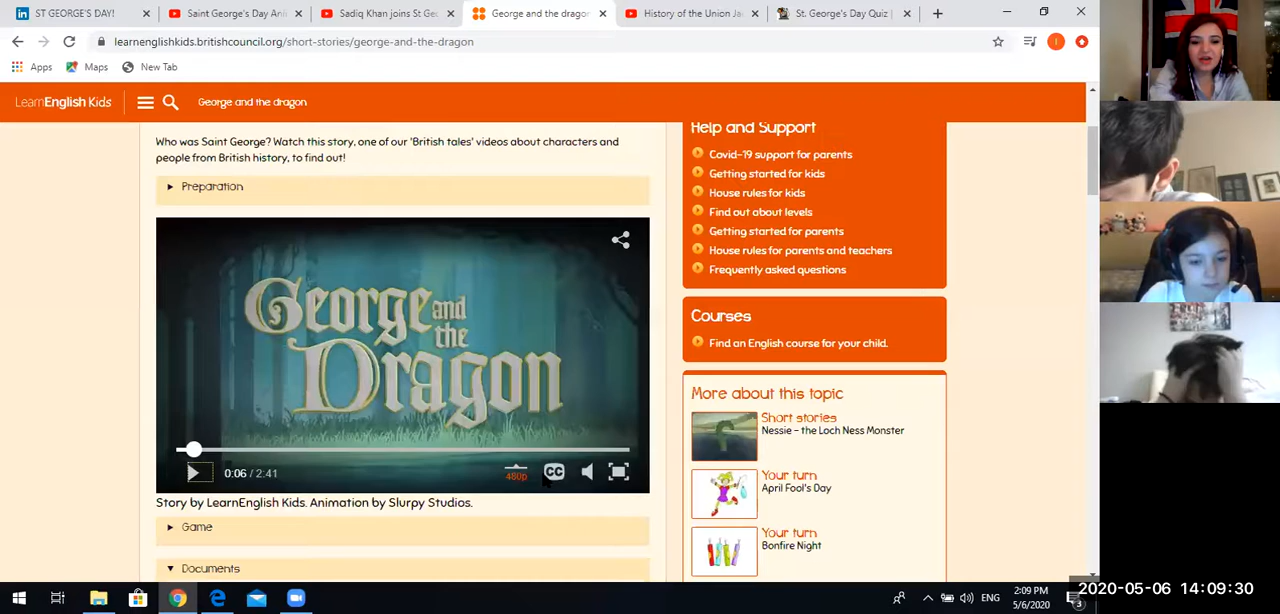 ST GEORGE'S DAY!
Saint George's Day Ani
Sadiq Khan joins St Geo
George and the dragon
History of the Union Ja
St. George's Day Quiz |
learnenglishkids.britishcouncil.org/short-stories/george-and-the-dragon
Apps
Maps
New Tab
LearnEnglish Kids
George and the dragon
Who was Saint George? Watch this story, one of our 'British tales' videos about characters and
people from British history, to find out!
Preparation
George and
the
Dragon
0:06 / 2:41
480p
CC
Story by LearnEnglish Kids. Animation by Slurpy Studios.
Game
Documents
Help and Support
Covid-19 support for parents
Getting started for kids
House rules for kids
Find out about levels
Getting started for parents
House rules for parents and teachers
Frequently asked questions
Courses
Find an English course for your child.
More about this topic
Short stories
Nessie - the Loch Ness Monster
Your turn
April Fool's Day
Your turn
Bonfire Night
ENG
2:09 PM
5/6/2020
3
2020-05-06 14:09:30